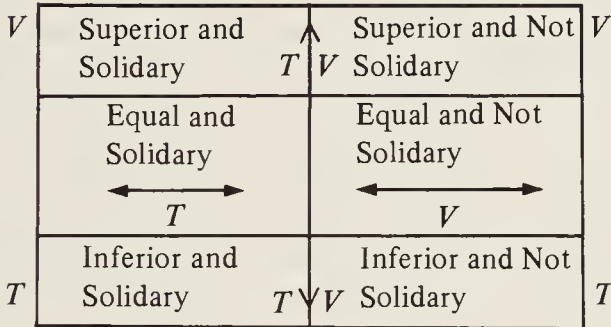 V Superior and Superior and Not V
Solidary T V Solidary
Equal and Equal and Not
Solidary Solidary
T V
Inferior and Inferior and Not
T Solidary T V Solidary T